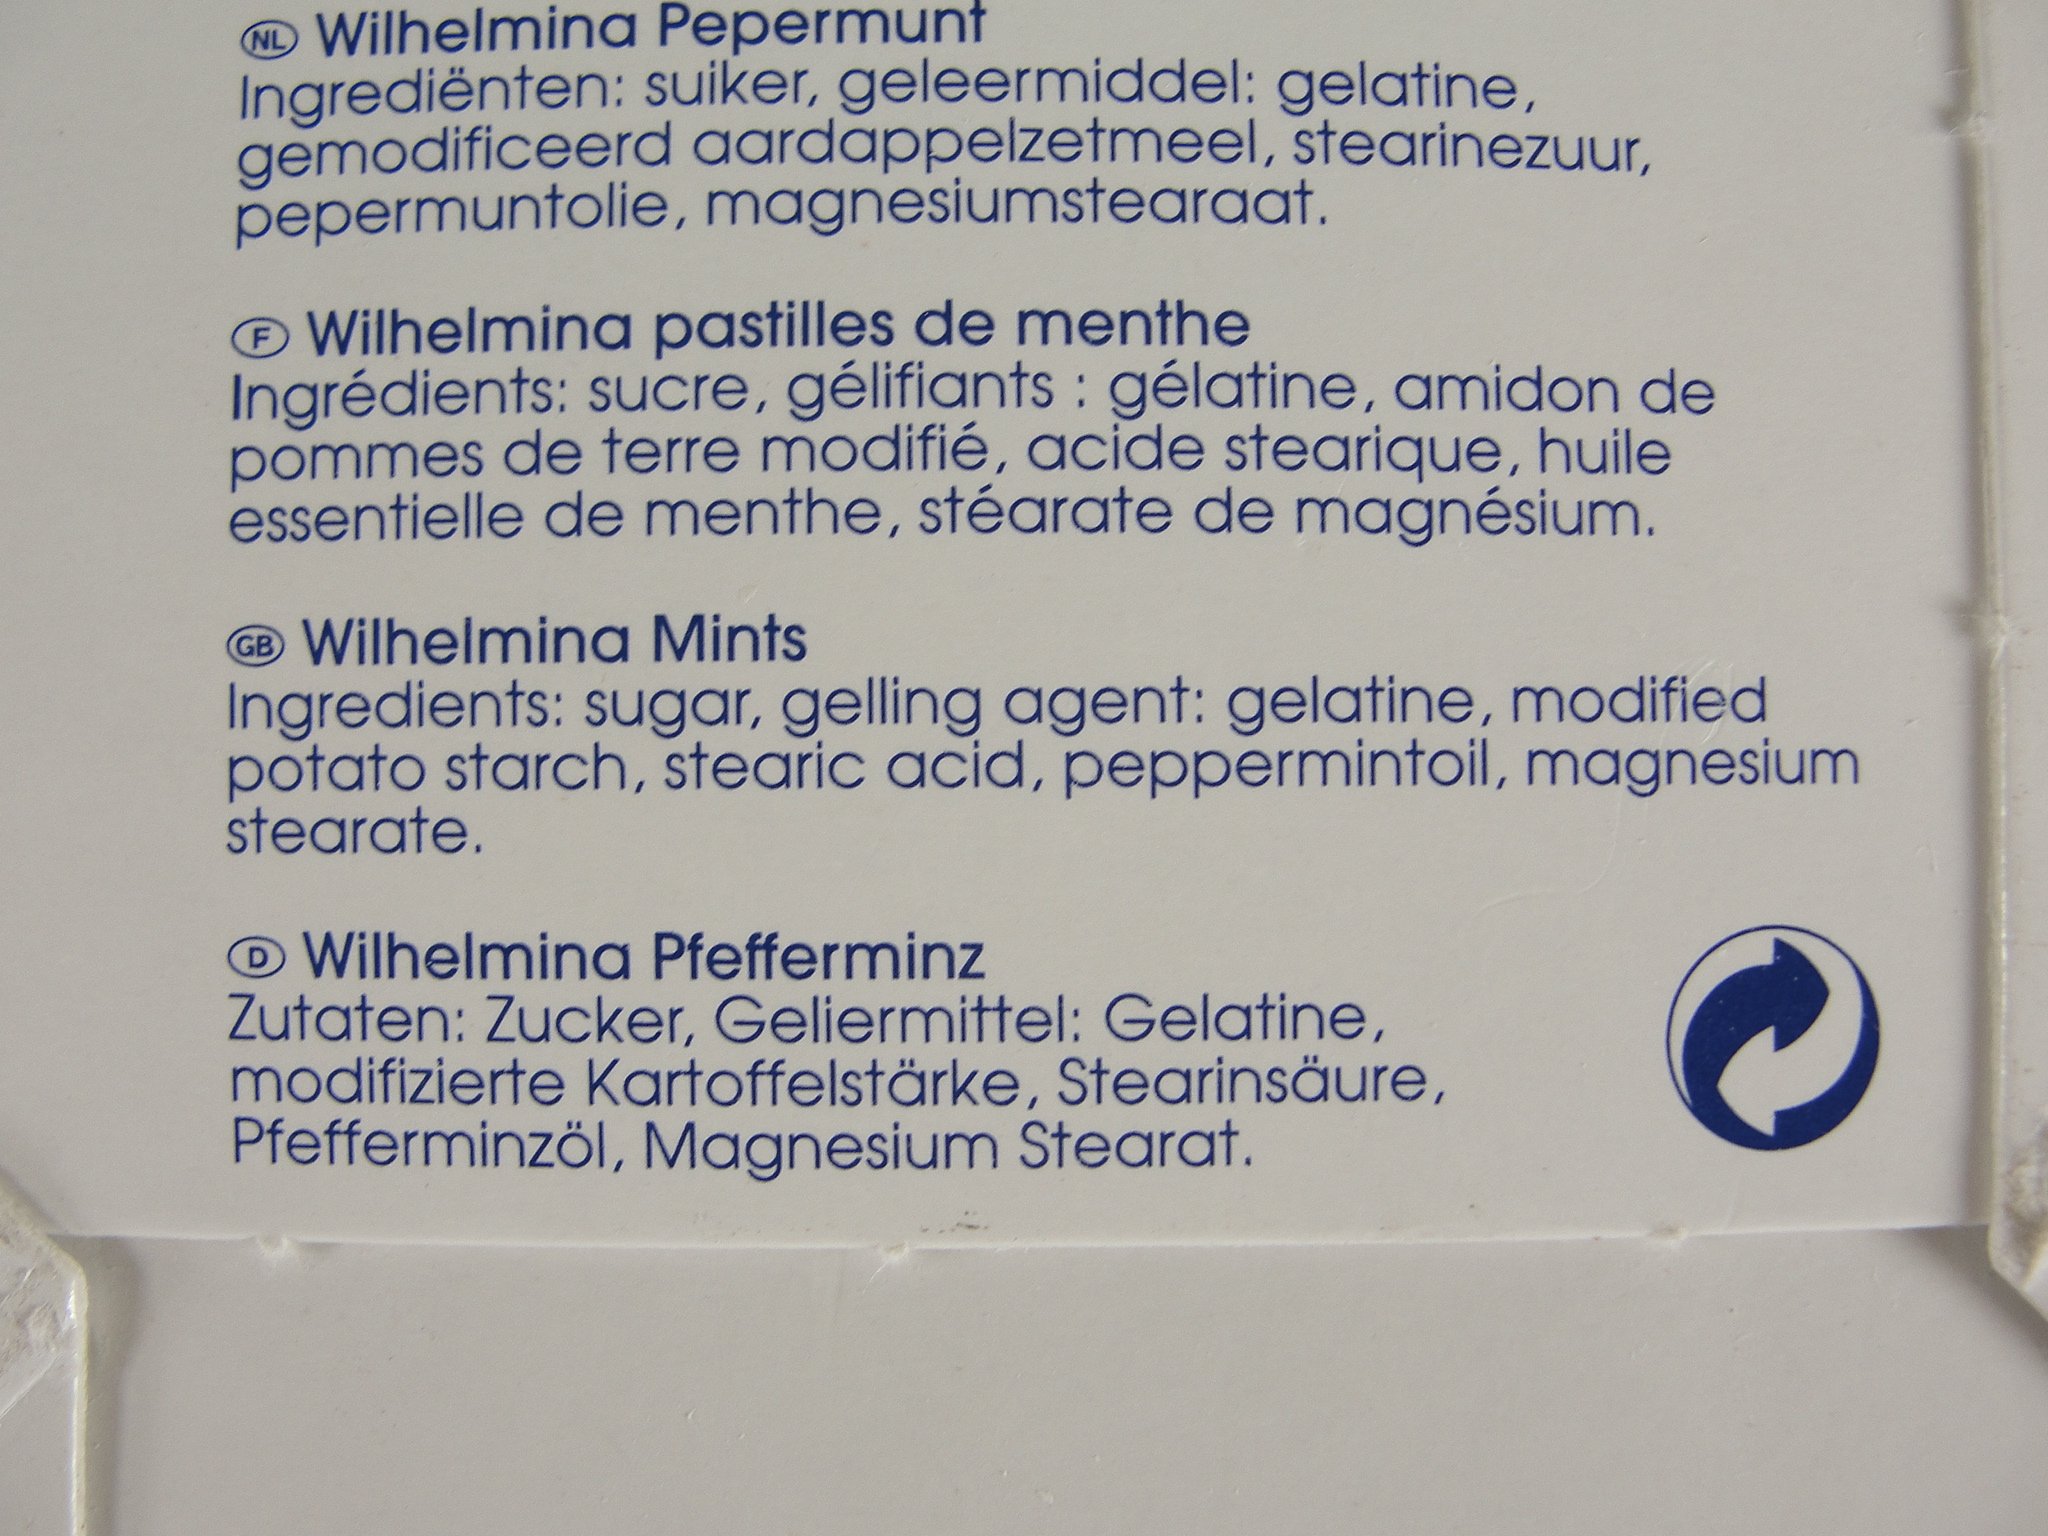 NL Wilhelmina Pepermunt
Ingrediënten: suiker, geleermiddel: gelatine,
gemodificeerd aardappelzetmeel, stearinezuur,
pepermuntolie, magnesiumstearaat.
F Wilhelmina pastilles de menthe
Ingrédients: sucre, gélifiants : gélatine, amidon de
pommes de terre modifié, acide stearique, huile
essentielle de menthe, stéarate de magnésium.
GB Wilhelmina Mints
Ingredients: sugar, gelling agent: gelatine, modified
potato starch, stearic acid, peppermintoil, magnesium
stearate.
D Wilhelmina Pfefferminz
Zutaten: Zucker, Geliermittel: Gelatine,
modifizierte Kartoffelstärke, Stearinsäure,
Pfefferminzöl, Magnesium Stearat.